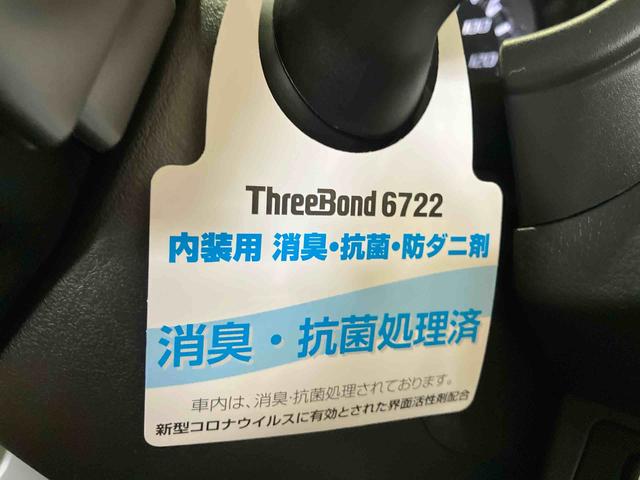 100
120
ThreeBond 6722
内装用 消臭・抗菌・防ダニ剤
消臭・抗菌処理済
車内は、消臭・抗菌処理されております。
新型コロナウイルスに有効とされた界面活性剤配合